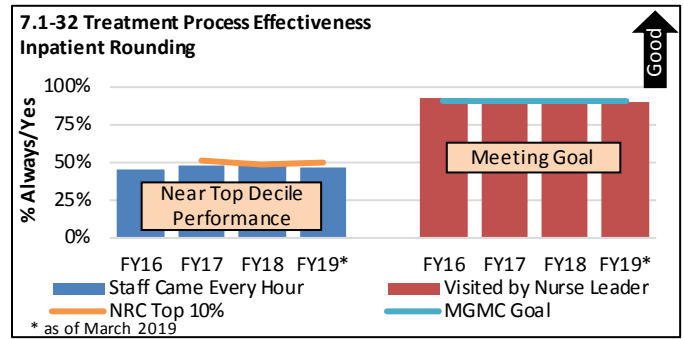 7.1-32 Treatment Process Effectiveness
Inpatient Rounding
Good
% Always/Yes
100%
75%
50%
25%
0%
Near Top Decile
Performance
Meeting Goal
FY16 FY17 FY18 FY19* FY16 FY17 FY18 FY19*
Staff Came Every Hour Visited by Nurse Leader
NRC Top 10% MGMC Goal
* as of March 2019